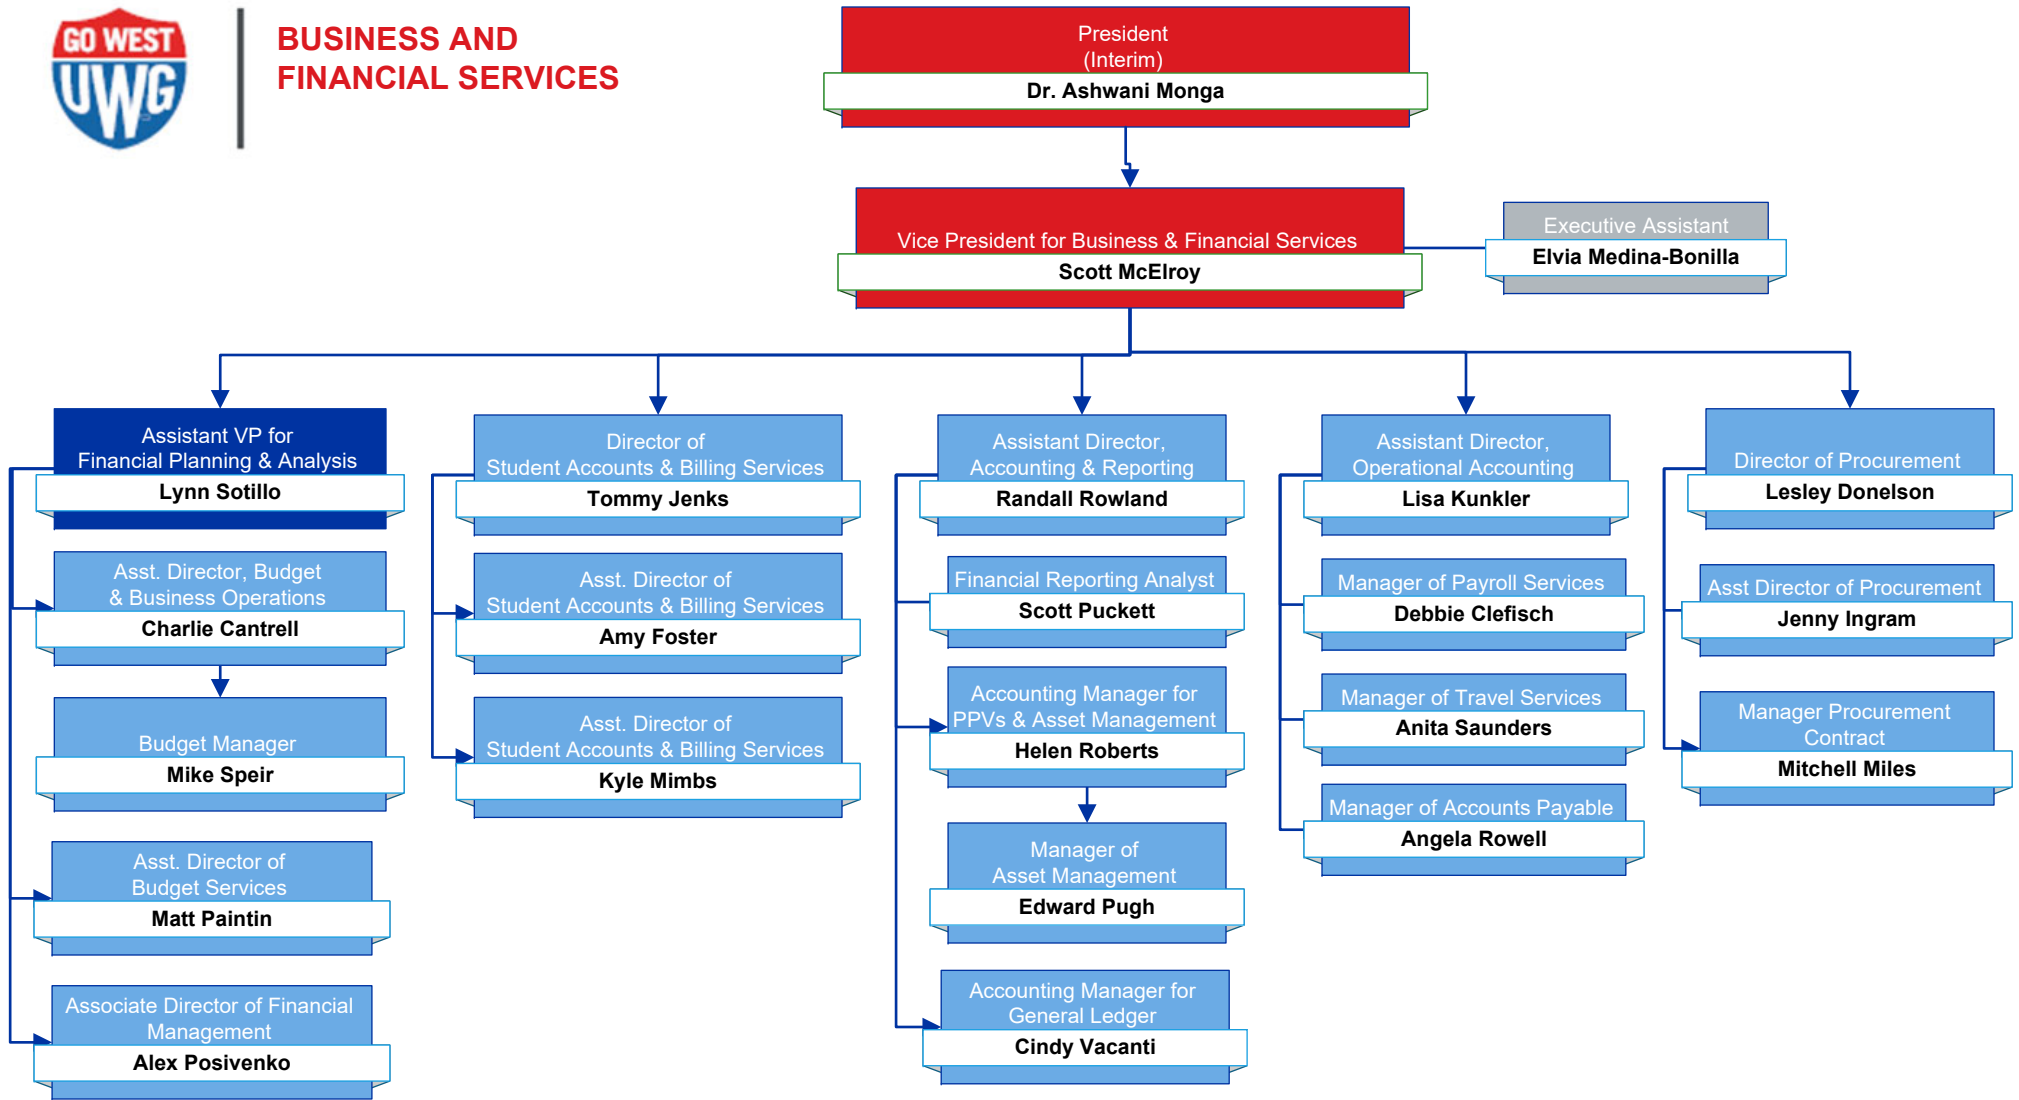 GO WEST
UWG
BUSINESS AND
FINANCIAL SERVICES
President
(Interim)
Dr. Ashwani Monga
Vice President for Business & Financial Services
Scott McElroy
Executive Assistant
Elvia Medina-Bonilla
Assistant VP for
Financial Planning & Analysis
Lynn Sotillo
Asst. Director, Budget
& Business Operations
Charlie Cantrell
Budget Manager
Mike Speir
Asst. Director of
Budget Services
Matt Paintin
Associate Director of Financial
Management
Alex Posivenko
Director of
Student Accounts & Billing Services
Tommy Jenks
Asst. Director of
Student Accounts & Billing Services
Amy Foster
Asst. Director of
Student Accounts & Billing Services
Kyle Mimbs
Assistant Director,
Accounting & Reporting
Randall Rowland
Financial Reporting Analyst
Scott Puckett
Accounting Manager for
PPVs & Asset Management
Helen Roberts
Manager of
Asset Management
Edward Pugh
Accounting Manager for
General Ledger
Cindy Vacanti
Assistant Director,
Operational Accounting
Lisa Kunkler
Manager of Payroll Services
Debbie Clefisch
Manager of Travel Services
Anita Saunders
Manager of Accounts Payable
Angela Rowell
Director of Procurement
Lesley Donelson
Asst Director of Procurement
Jenny Ingram
Manager Procurement
Contract
Mitchell Miles